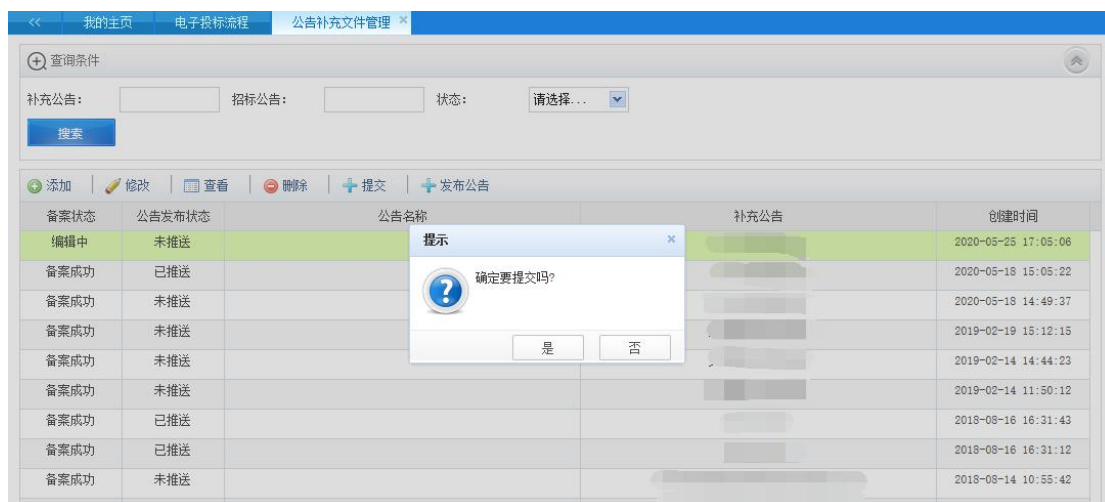 << 我的主页 电子投标流程 公告补充文件管理 ×
查询条件
补充公告: 招标公告: 状态: 请选择...
搜索
添加 修改 查看 删除 提交 发布公告
备案状态 公告发布状态 公告名称 补充公告 创建时间
编辑中 未推送 2020-05-25 17:05:06
备案成功 已推送 2020-05-18 15:05:22
备案成功 未推送 2020-05-18 14:49:37
备案成功 未推送 2019-02-19 15:12:15
备案成功 未推送 2019-02-14 14:44:23
备案成功 未推送 2019-02-14 11:50:12
备案成功 已推送 2018-08-16 16:31:43
备案成功 已推送 2018-08-16 16:31:12
备案成功 未推送 2018-08-14 10:55:42
提示 ×
确定要提交吗?
是 否